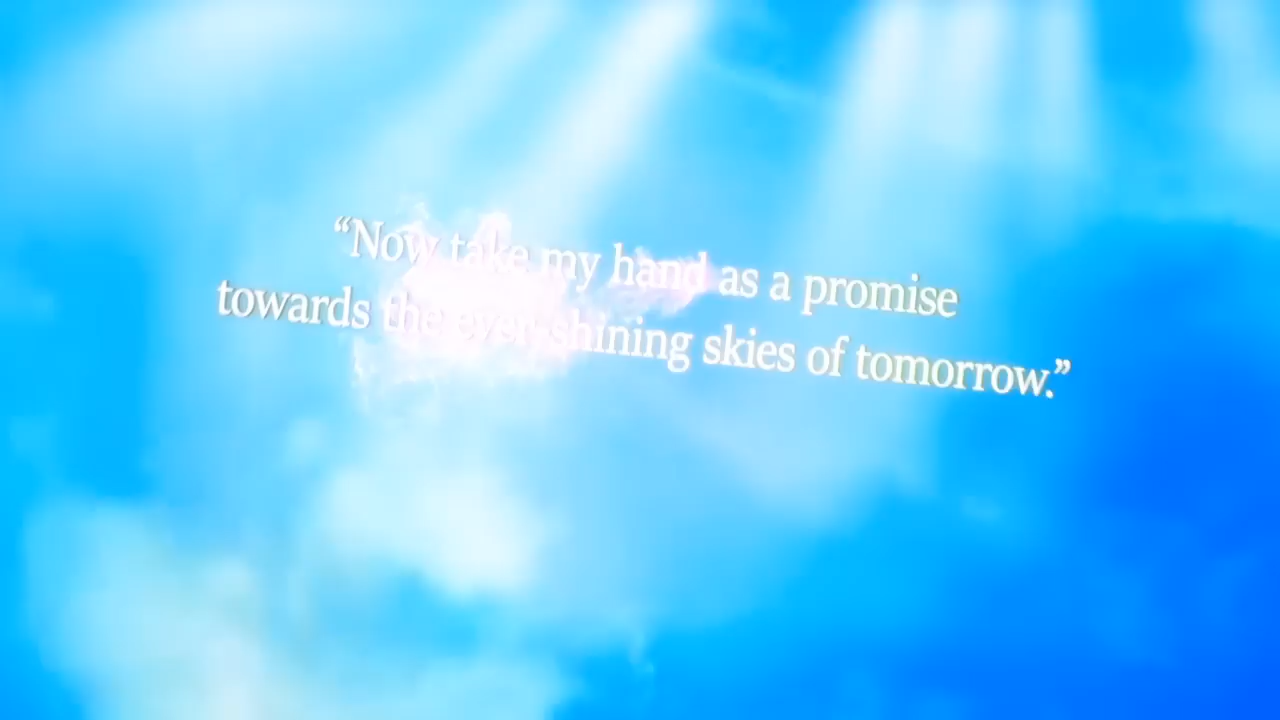 “Now take my hand as a promise
towards the ever-shining skies of tomorrow.”